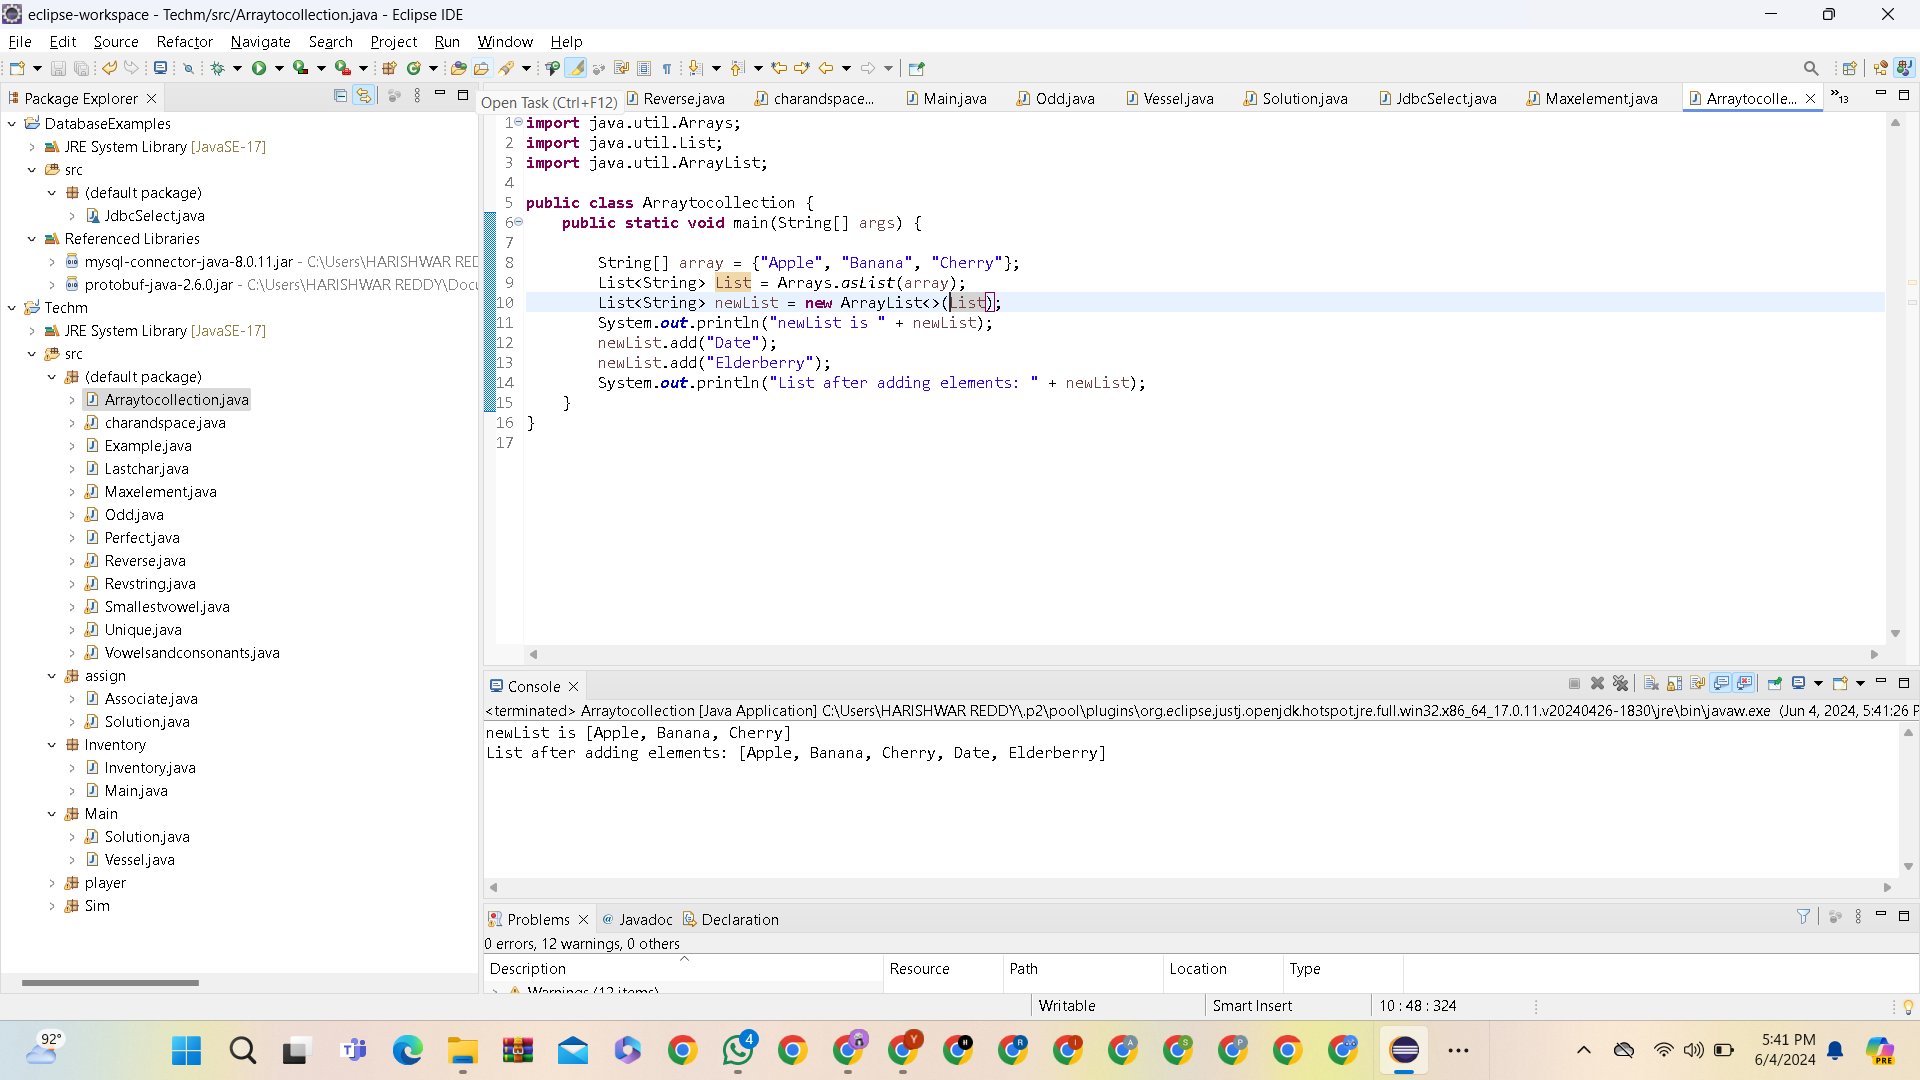 eclipse-workspace - Techm/src/Arraytocollection.java - Eclipse IDE
File Edit Source Refactor Navigate Search Project Run Window Help
Package Explorer
Open Task (Ctrl+F12)
Reverse.java charandspace... Main.java Odd.java Vessel.java Solution.java JdbcSelect.java Maxelement.java Arraytocolle... »13
DatabaseExamples
JRE System Library [JavaSE-17]
src
(default package)
JdbcSelect.java
Referenced Libraries
mysql-connector-java-8.0.11.jar - C:\Users\HARISHWAR RED
protobuf-java-2.6.0.jar - C:\Users\HARISHWAR REDDY\Docu
Techm
JRE System Library [JavaSE-17]
src
(default package)
Arraytocollection.java
charandspace.java
Example.java
Lastchar.java
Maxelement.java
Odd.java
Perfect.java
Reverse.java
Revstring.java
Smallestvowel.java
Unique.java
Vowelsandconsonants.java
assign
Associate.java
Solution.java
Inventory
Inventory.java
Main.java
Main
Solution.java
Vessel.java
player
Sim
1 import java.util.Arrays;
2 import java.util.List;
3 import java.util.ArrayList;
4
5 public class Arraytocollection {
6 public static void main(String[] args) {
7
8 String[] array = {"Apple", "Banana", "Cherry"};
9 List<String> List = Arrays.asList(array);
10 List<String> newList = new ArrayList<>(List);
11 System.out.println("newList is " + newList);
12 newList.add("Date");
13 newList.add("Elderberry");
14 System.out.println("List after adding elements: " + newList);
15 }
16 }
17
Console
<terminated> Arraytocollection [Java Application] C:\Users\HARISHWAR REDDY\.p2\pool\plugins\org.eclipse.justj.openjdk.hotspot.jre.full.win32.x86_64_17.0.11.v20240426-1830\jre\bin\javaw.exe (Jun 4, 2024, 5:41:26 P
newList is [Apple, Banana, Cherry]
List after adding elements: [Apple, Banana, Cherry, Date, Elderberry]
Problems @ Javadoc Declaration
0 errors, 12 warnings, 0 others
Description Resource Path Location Type
Warnings (12 items)
Writable Smart Insert 10 : 48 : 324
92°
4
Y
H
R
I
A
S
P
5:41 PM
6/4/2024
PRE